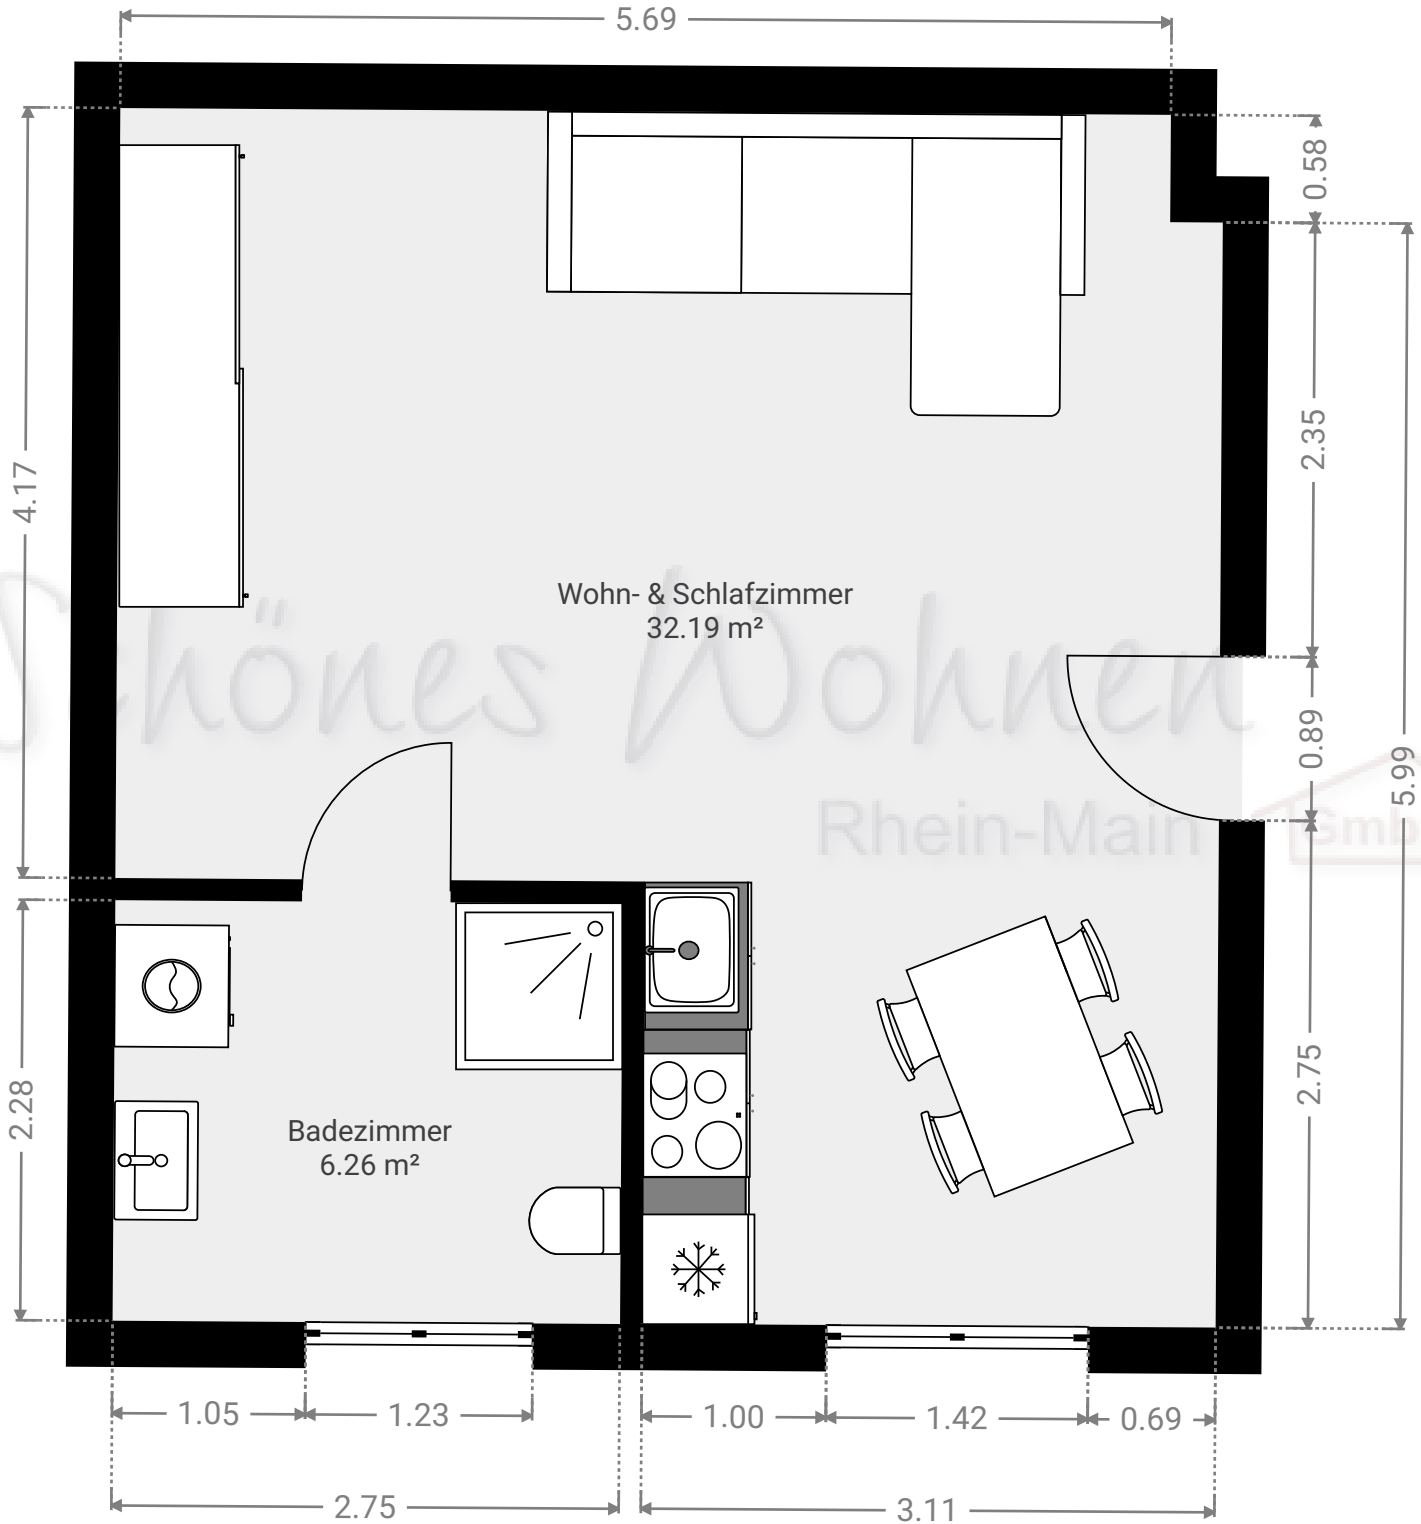 5.69
0.58
2.35
4.17
Wohn- & Schlafzimmer
32.19 m²
Schönes Wohnen
0.89
5.99
Rhein-Main
Gmb
2.75
2.28
Badezimmer
6.26 m²
1.05
1.23
1.00
1.42
0.69
2.75
3.11